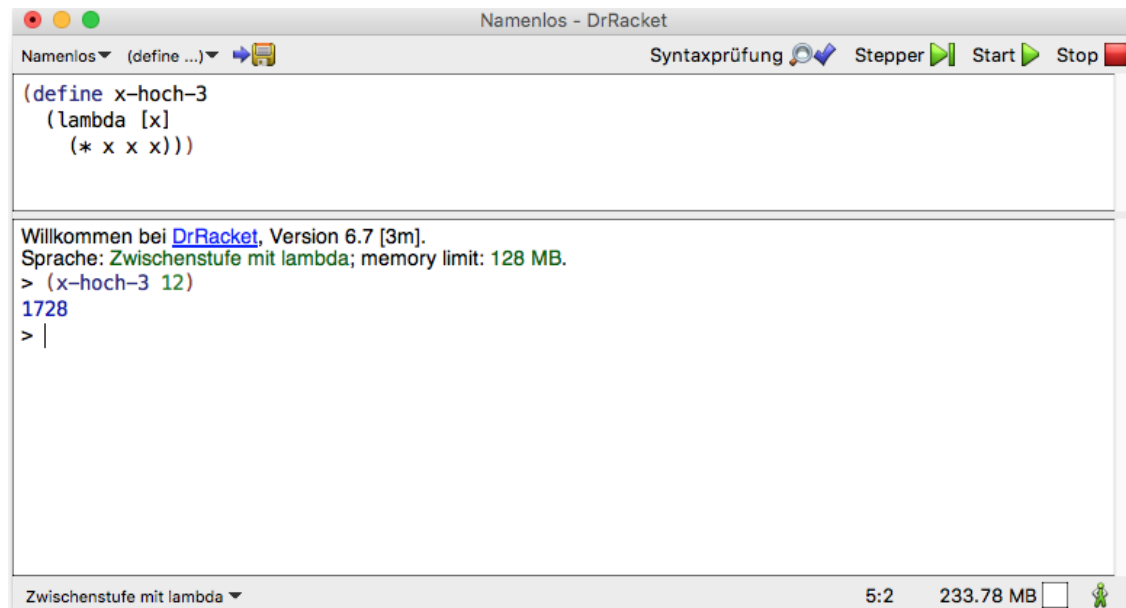 Namenlos - DrRacket
Namenlos (define ...) Syntaxprüfung Stepper Start Stop
(define x-hoch-3
  (lambda [x]
    (* x x x)))
Willkommen bei DrRacket, Version 6.7 [3m].
Sprache: Zwischenstufe mit lambda; memory limit: 128 MB.
> (x-hoch-3 12)
1728
>
Zwischenstufe mit lambda 5:2 233.78 MB